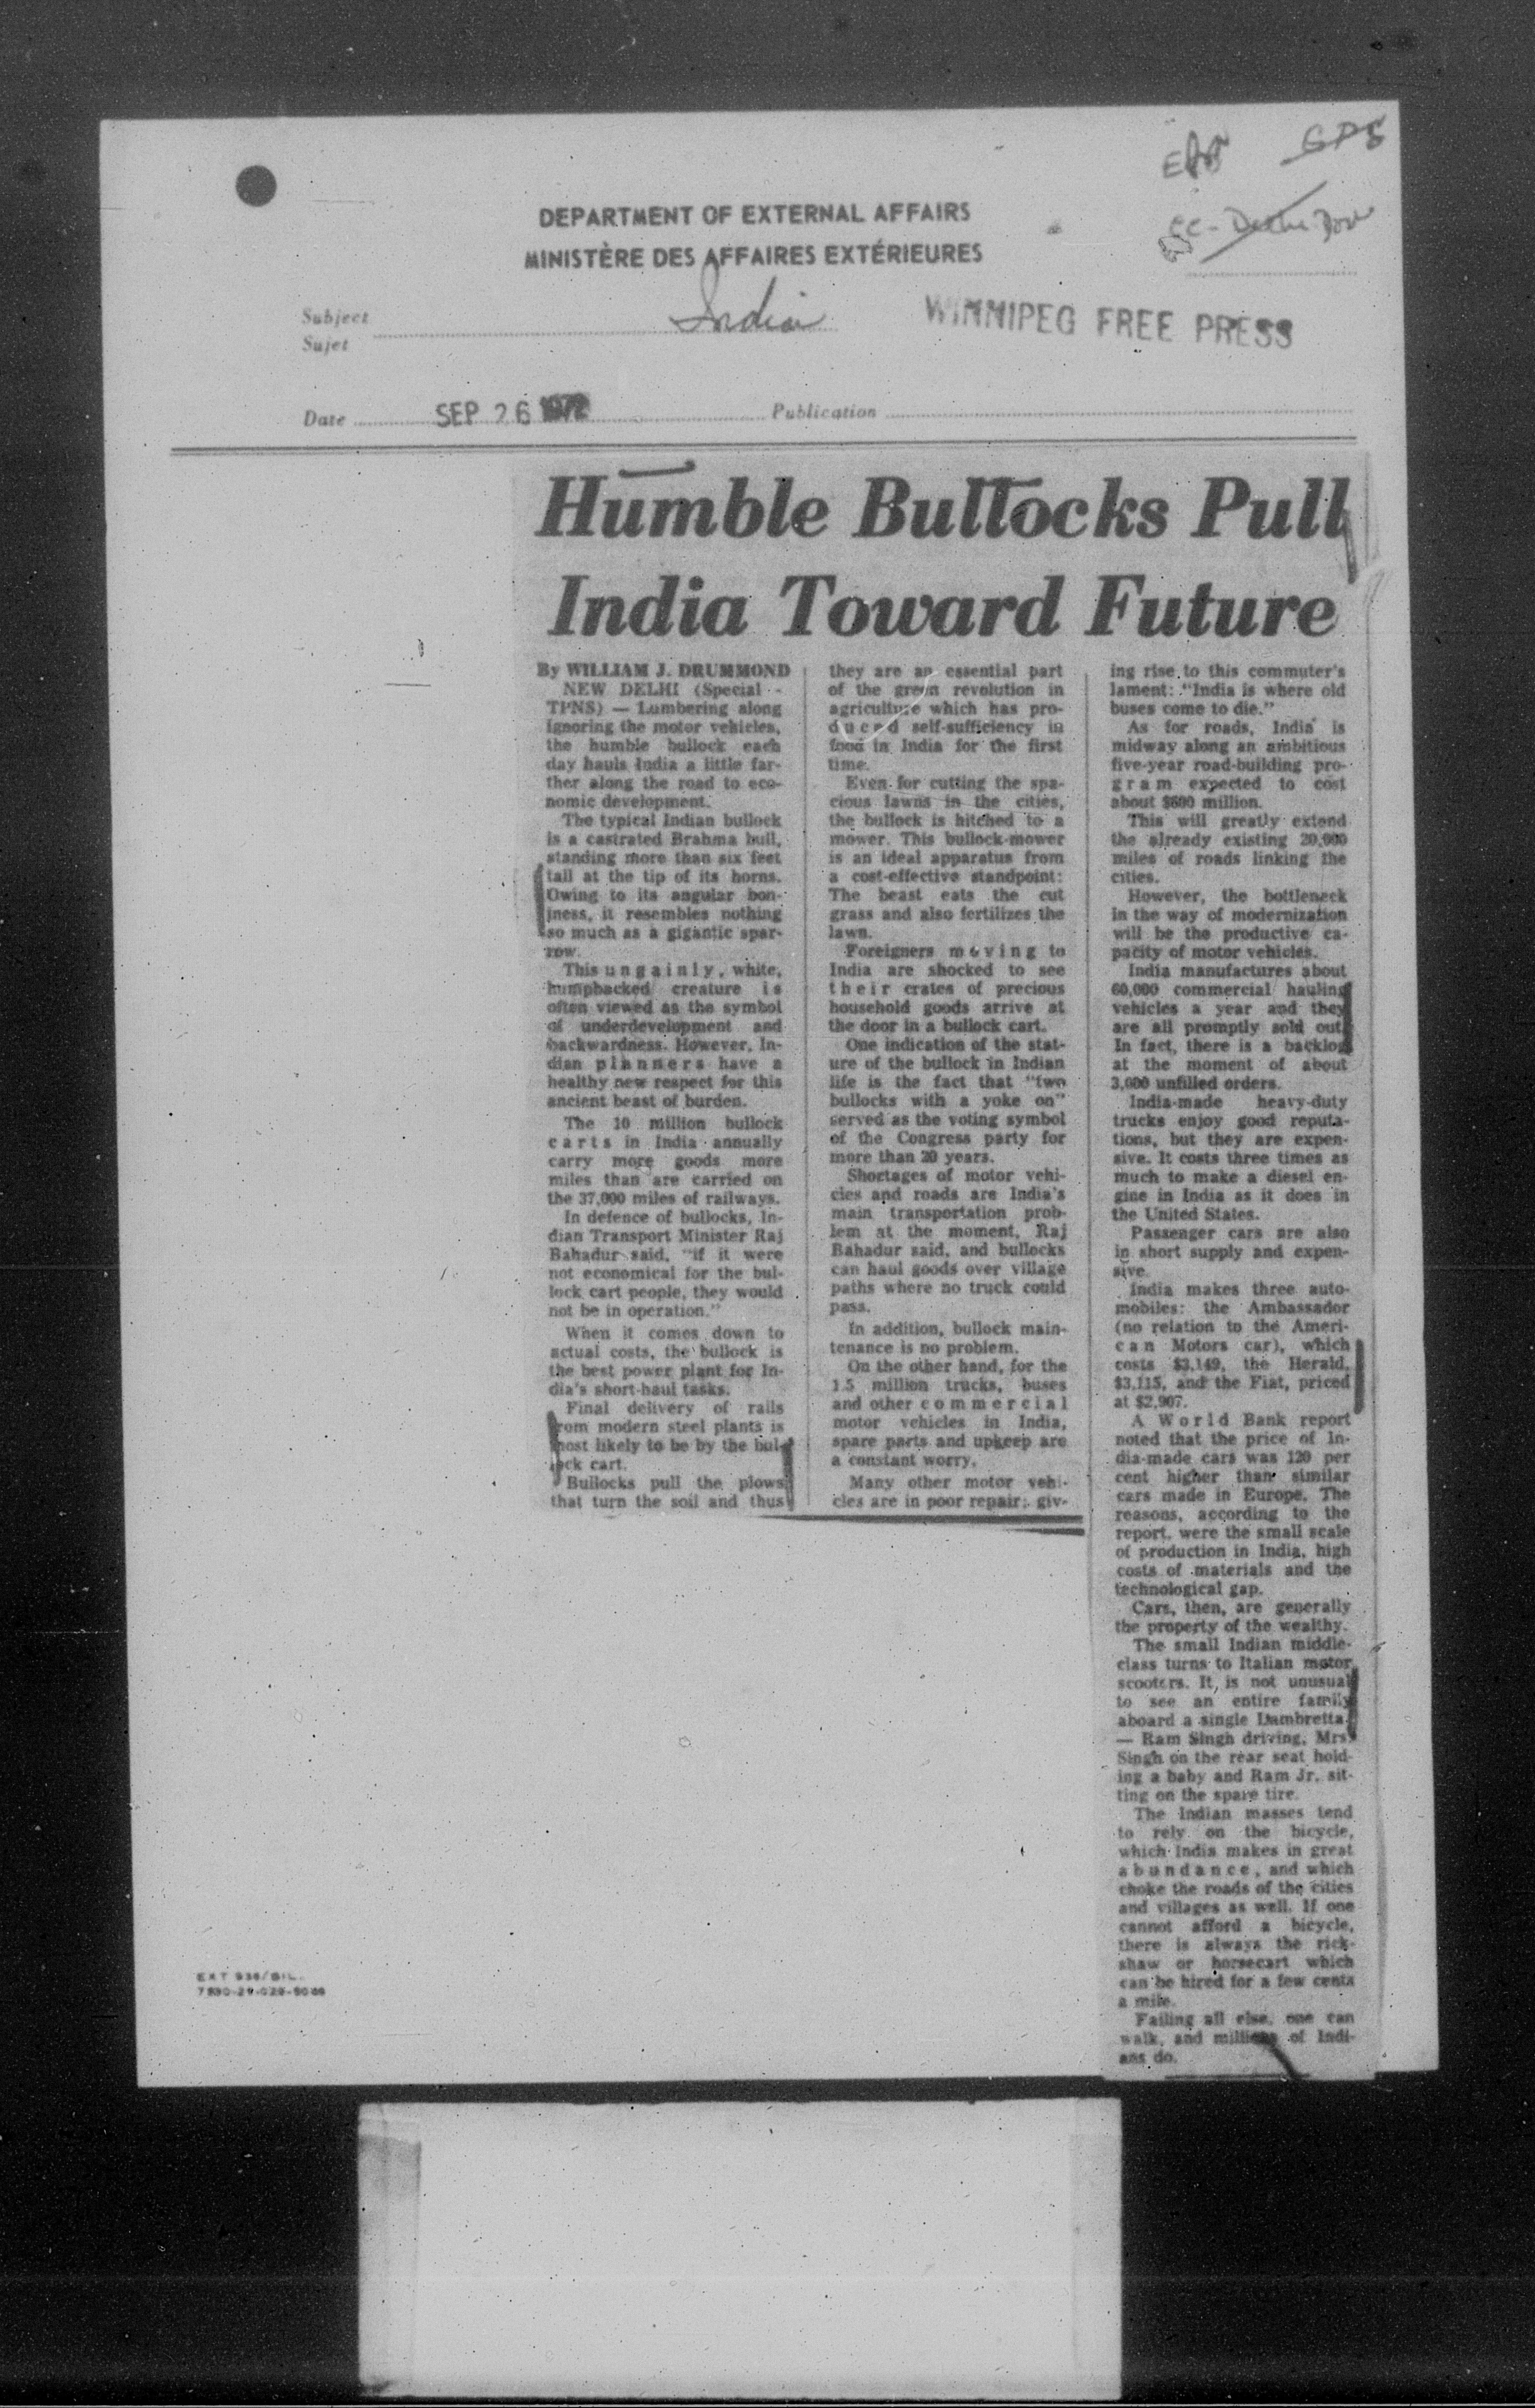 GPS
DEPARTMENT OF EXTERNAL AFFAIRS
MINISTÈRE DES AFFAIRES EXTÉRIEURES
Subject
Sujet
India
WINNIPEG FREE PRESS
Date
SEP 26 1972
Publication
Humble Bullocks Pull
India Toward Future
By WILLIAM J. DRUMMOND
NEW DELHI (Special -
TPNS) — Lumbering along
ignoring the motor vehicles,
the humble bullock each
day hauls India a little far-
ther along the road to eco-
nomic development.
The typical Indian bullock
is a castrated Brahma bull,
standing more than six feet
tall at the tip of its horns.
Owing to its angular bon-
iness, it resembles nothing
so much as a gigantic spar-
row.
This ungainly, white,
humpbacked creature is
often viewed as the symbol
of underdevelopment and
backwardness. However, In-
dian planners have a
healthy new respect for this
ancient beast of burden.
The 10 million bullock
carts in India annually
carry more goods more
miles than are carried on
the 37,000 miles of railways.
In defence of bullocks, In-
dian Transport Minister Raj
Bahadur said, "if it were
not economical for the bul-
lock cart people, they would
not be in operation."
When it comes down to
actual costs, the bullock is
the best power plant for In-
dia's short-haul tasks.
Final delivery of rails
from modern steel plants is
most likely to be by the bul-
lock cart.
Bullocks pull the plows
that turn the soil and thus
they are an essential part
of the green revolution in
agriculture which has pro-
duced self-sufficiency in
food in India for the first
time.
Even for cutting the spa-
cious lawns in the cities,
the bullock is hitched to a
mower. This bullock-mower
is an ideal apparatus from
a cost-effective standpoint:
The beast eats the cut
grass and also fertilizes the
lawn.
Foreigners moving to
India are shocked to see
their crates of precious
household goods arrive at
the door in a bullock cart.
One indication of the stat-
ure of the bullock in Indian
life is the fact that "two
bullocks with a yoke on"
served as the voting symbol
of the Congress party for
more than 20 years.
Shortages of motor vehi-
cles and roads are India's
main transportation prob-
lem at the moment, Raj
Bahadur said, and bullocks
can haul goods over village
paths where no truck could
pass.
In addition, bullock main-
tenance is no problem.
On the other hand, for the
1.5 million trucks, buses
and other commercial
motor vehicles in India,
spare parts and upkeep are
a constant worry.
Many other motor vehi-
cles are in poor repair, giv-
ing rise to this commuter's
lament: "India is where old
buses come to die."
As for roads, India is
midway along an ambitious
five-year road-building pro-
gram expected to cost
about $600 million.
This will greatly extend
the already existing 20,000
miles of roads linking the
cities.
However, the bottleneck
in the way of modernization
will be the productive ca-
pacity of motor vehicles.
India manufactures about
60,000 commercial hauling
vehicles a year and they
are all promptly sold out.
In fact, there is a backlog
at the moment of about
3,000 unfilled orders.
India-made heavy-duty
trucks enjoy good reputa-
tions, but they are expen-
sive. It costs three times as
much to make a diesel en-
gine in India as it does in
the United States.
Passenger cars are also
in short supply and expen-
sive.
India makes three auto-
mobiles: the Ambassador
(no relation to the Ameri-
can Motors car), which
costs $3,149, the Herald,
$3,115, and the Fiat, priced
at $2,907.
A World Bank report
noted that the price of In-
dia-made cars was 120 per
cent higher than similar
cars made in Europe. The
reasons, according to the
report, were the small scale
of production in India, high
costs of materials and the
technological gap.
Cars, then, are generally
the property of the wealthy.
The small Indian middle-
class turns to Italian motor
scooters. It is not unusual
to see an entire family
aboard a single Lambretta
— Ram Singh driving, Mrs.
Singh on the rear seat hold-
ing a baby and Ram Jr. sit-
ting on the spare tire.
The Indian masses tend
to rely on the bicycle,
which India makes in great
abundance, and which
choke the roads of the cities
and villages as well. If one
cannot afford a bicycle,
there is always the rick-
shaw or horsecart which
can be hired for a few cents
a mile.
Failing all else, one can
walk, and millions of Indi-
ans do.
EXT 936/BIL.